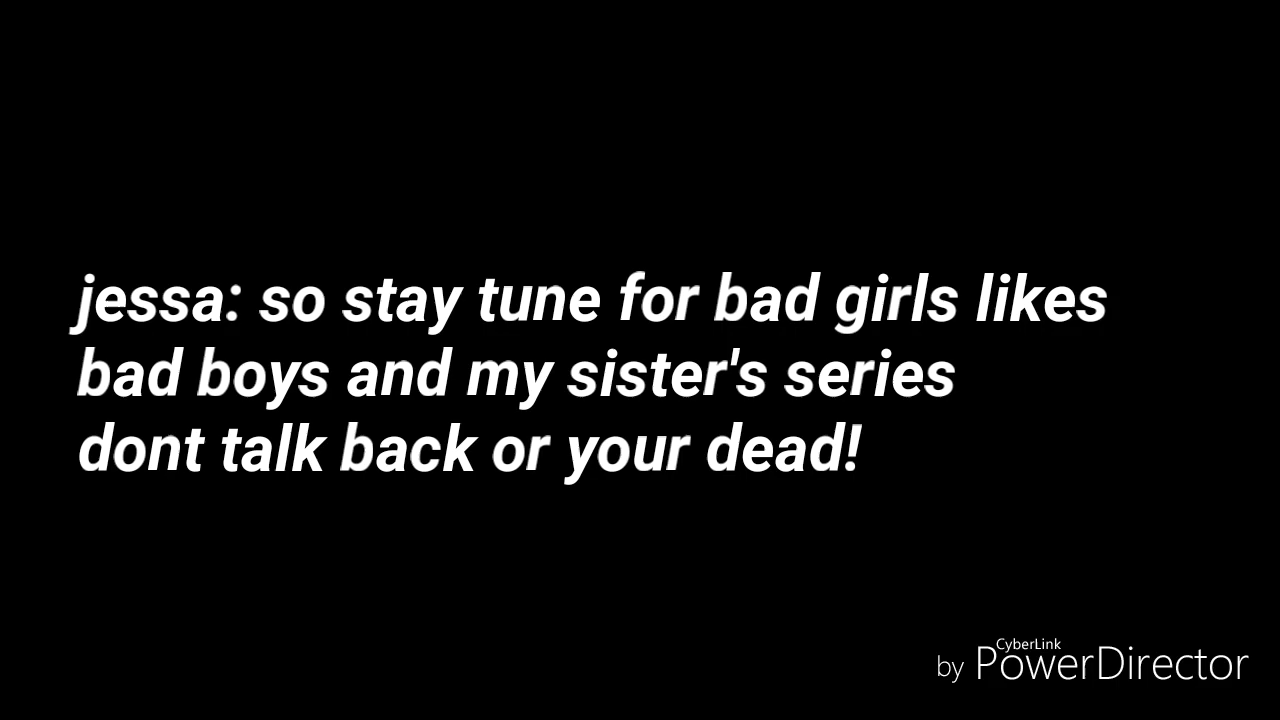 jessa: so stay tune for bad girls likes
bad boys and my sister's series
dont talk back or your dead!
by CyberLink PowerDirector